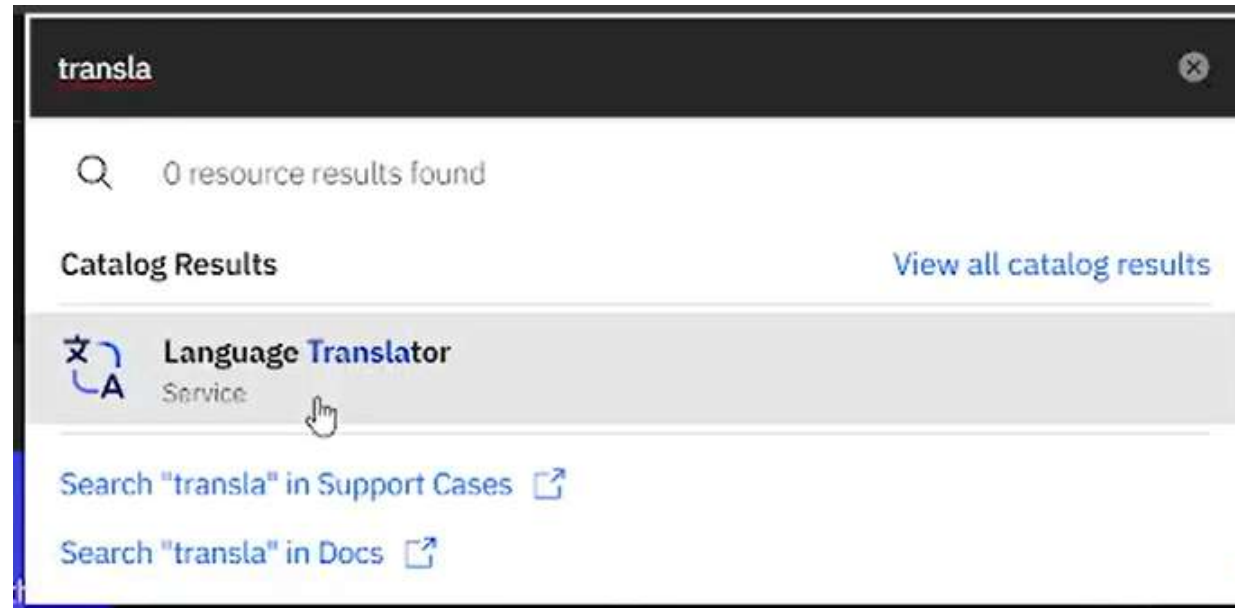 transla
0 resource results found
Catalog Results
View all catalog results
Language Translator
Service
Search "transla" in Support Cases
Search "transla" in Docs